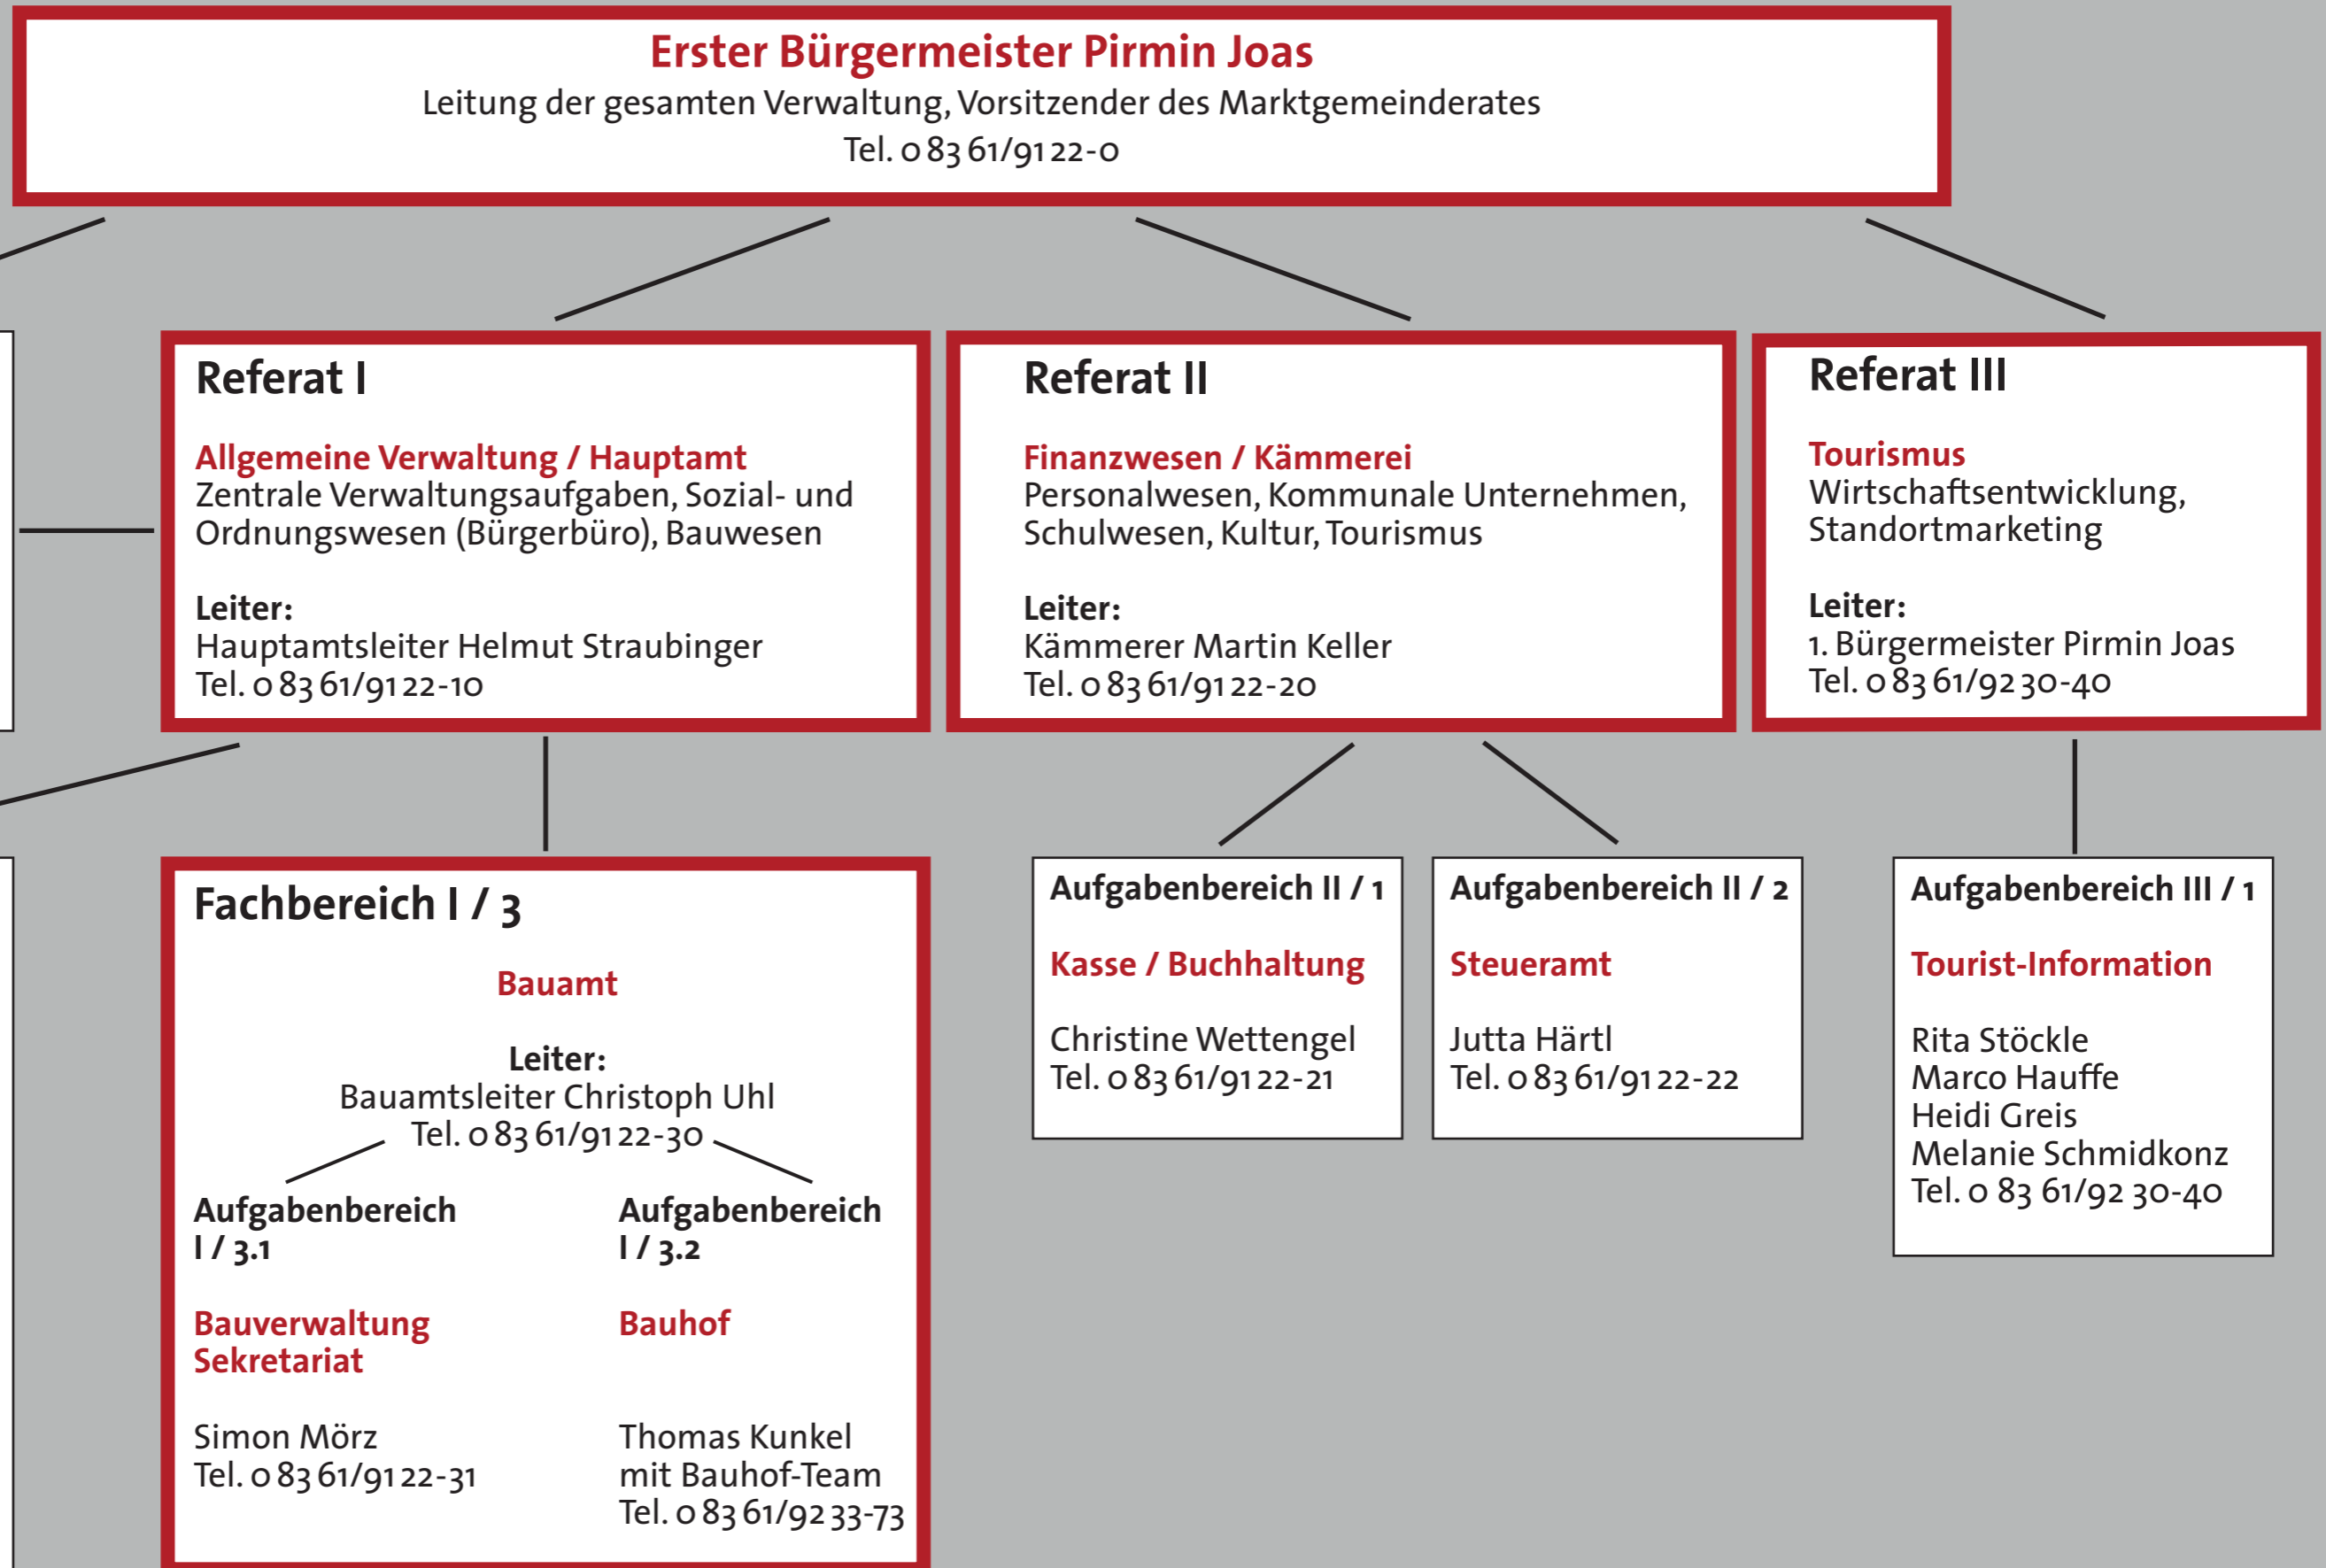 Erster Bürgermeister Pirmin Joas
Leitung der gesamten Verwaltung, Vorsitzender des Marktgemeinderates
Tel. 0 83 61/91 22-0
Referat I
Allgemeine Verwaltung / Hauptamt
Zentrale Verwaltungsaufgaben, Sozial- und
Ordnungswesen (Bürgerbüro), Bauwesen
Leiter:
Hauptamtsleiter Helmut Straubinger
Tel. 0 83 61/91 22-10
Referat II
Finanzwesen / Kämmerei
Personalwesen, Kommunale Unternehmen,
Schulwesen, Kultur, Tourismus
Leiter:
Kämmerer Martin Keller
Tel. 0 83 61/91 22-20
Referat III
Tourismus
Wirtschaftsentwicklung,
Standortmarketing
Leiter:
1. Bürgermeister Pirmin Joas
Tel. 0 83 61/92 30-40
Fachbereich I / 3
Bauamt
Leiter:
Bauamtsleiter Christoph Uhl
Tel. 0 83 61/91 22-30
Aufgabenbereich
I / 3.1
Bauverwaltung
Sekretariat
Simon Mörz
Tel. 0 83 61/91 22-31
Aufgabenbereich
I / 3.2
Bauhof
Thomas Kunkel
mit Bauhof-Team
Tel. 0 83 61/92 33-73
Aufgabenbereich II / 1
Kasse / Buchhaltung
Christine Wettengel
Tel. 0 83 61/91 22-21
Aufgabenbereich II / 2
Steueramt
Jutta Härtl
Tel. 0 83 61/91 22-22
Aufgabenbereich III / 1
Tourist-Information
Rita Stöckle
Marco Hauffe
Heidi Greis
Melanie Schmidkonz
Tel. 0 83 61/92 30-40